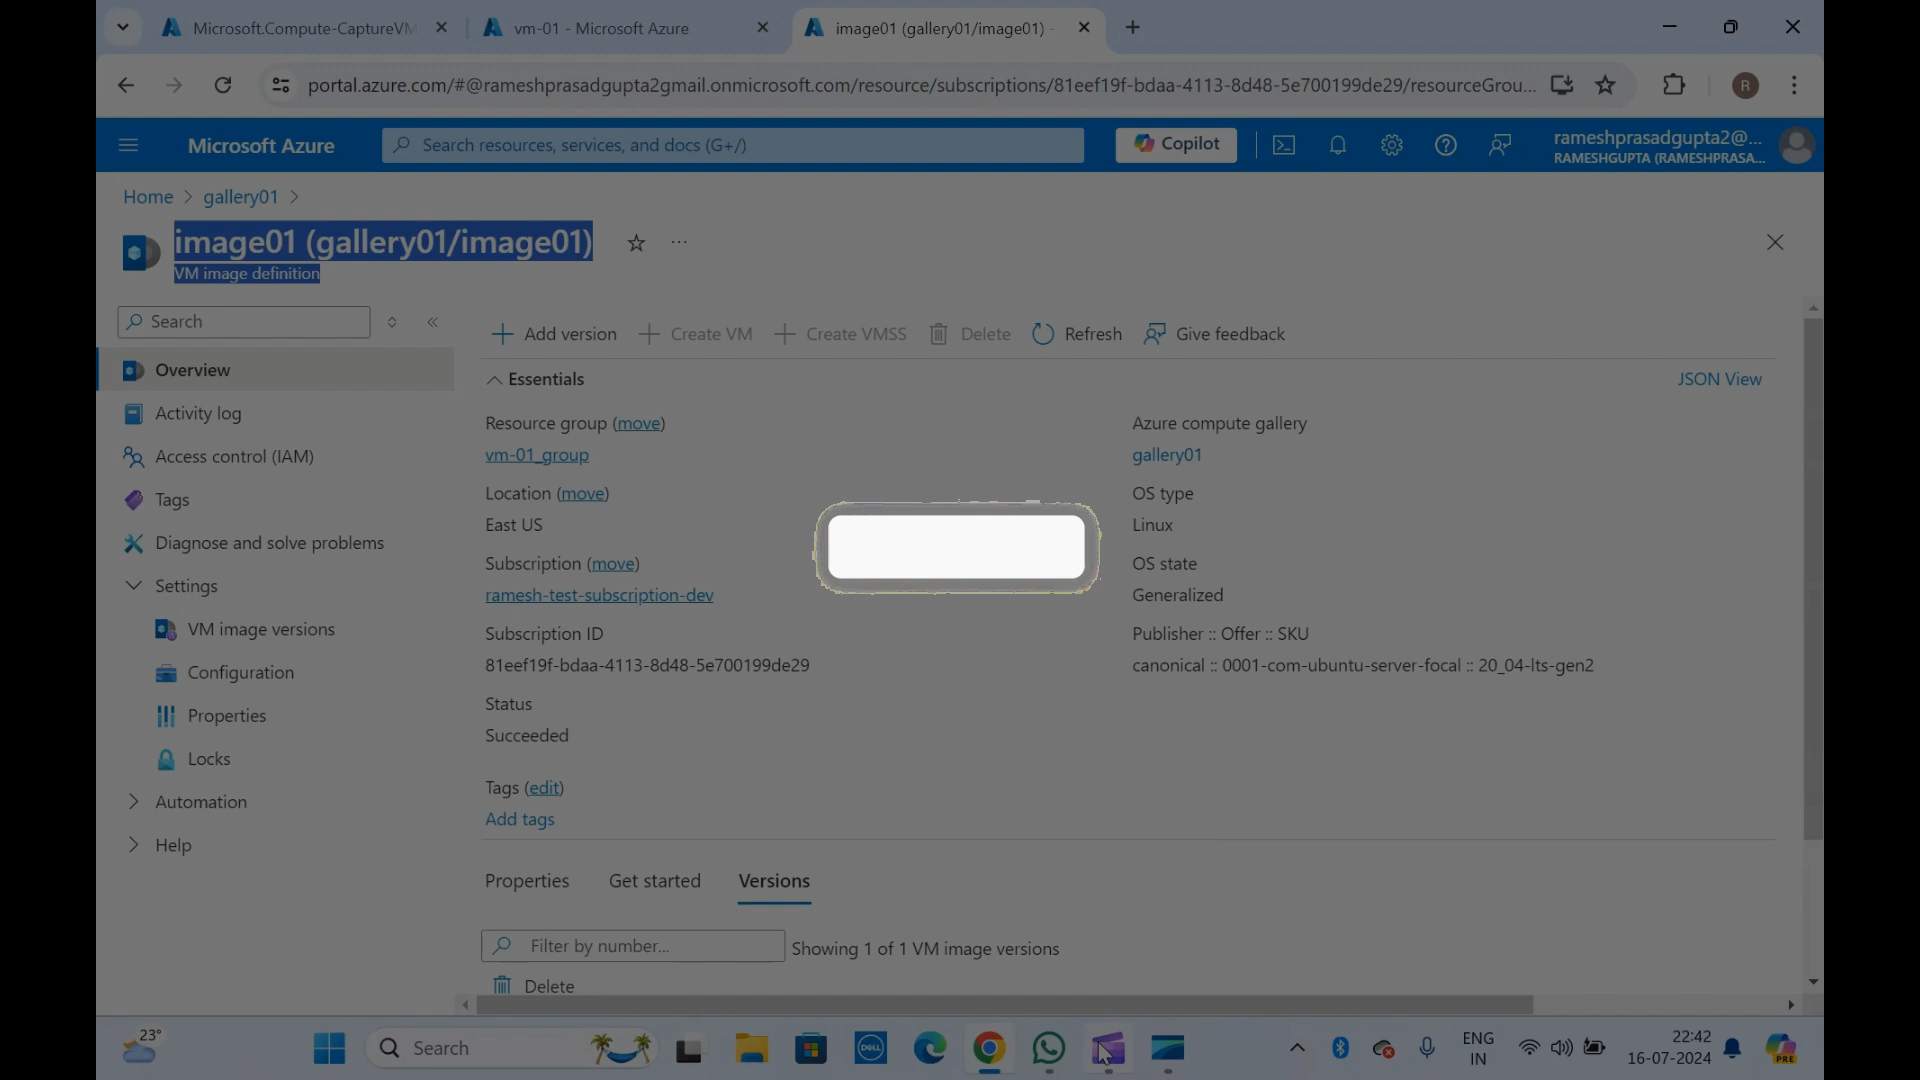 Microsoft.Compute-CaptureVM
vm-01 - Microsoft Azure
image01 (gallery01/image01) -
portal.azure.com/#@rameshprasadgupta2gmail.onmicrosoft.com/resource/subscriptions/81eef19f-bdaa-4113-8d48-5e700199de29/resourceGrou...
R
Microsoft Azure
Search resources, services, and docs (G+/)
Copilot
rameshprasadgupta2@...
RAMESHGUPTA (RAMESHPRASA...
Home > gallery01 >
image01 (gallery01/image01)
VM image definition
Search
Overview
Activity log
Access control (IAM)
Tags
Diagnose and solve problems
Settings
VM image versions
Configuration
Properties
Locks
Automation
Help
Add version
Create VM
Create VMSS
Delete
Refresh
Give feedback
Essentials
JSON View
Resource group (move)
vm-01_group
Location (move)
East US
Subscription (move)
ramesh-test-subscription-dev
Subscription ID
81eef19f-bdaa-4113-8d48-5e700199de29
Status
Succeeded
Azure compute gallery
gallery01
OS type
Linux
OS state
Generalized
Publisher :: Offer :: SKU
canonical :: 0001-com-ubuntu-server-focal :: 20_04-lts-gen2
Tags (edit)
Add tags
Properties
Get started
Versions
Filter by number...
Showing 1 of 1 VM image versions
Delete
23°
Search
DELL
ENG
IN
22:42
16-07-2024
PRE